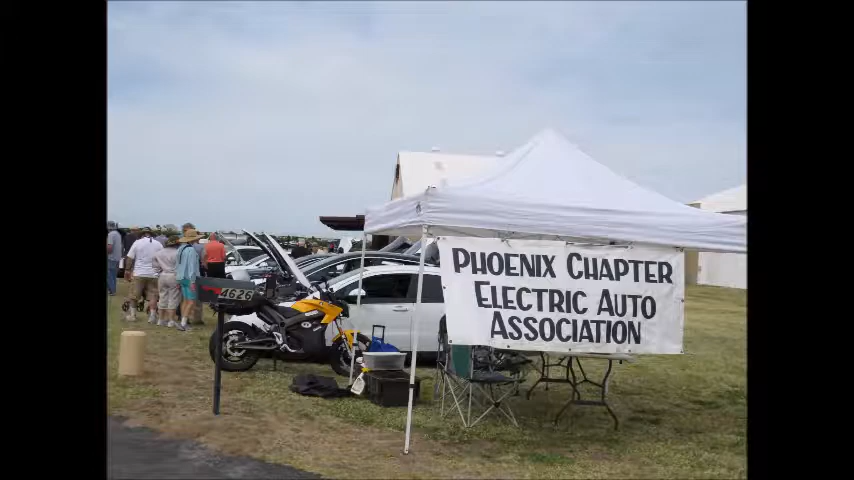 4626
PHOENIX CHAPTER
ELECTRIC AUTO
ASSOCIATION